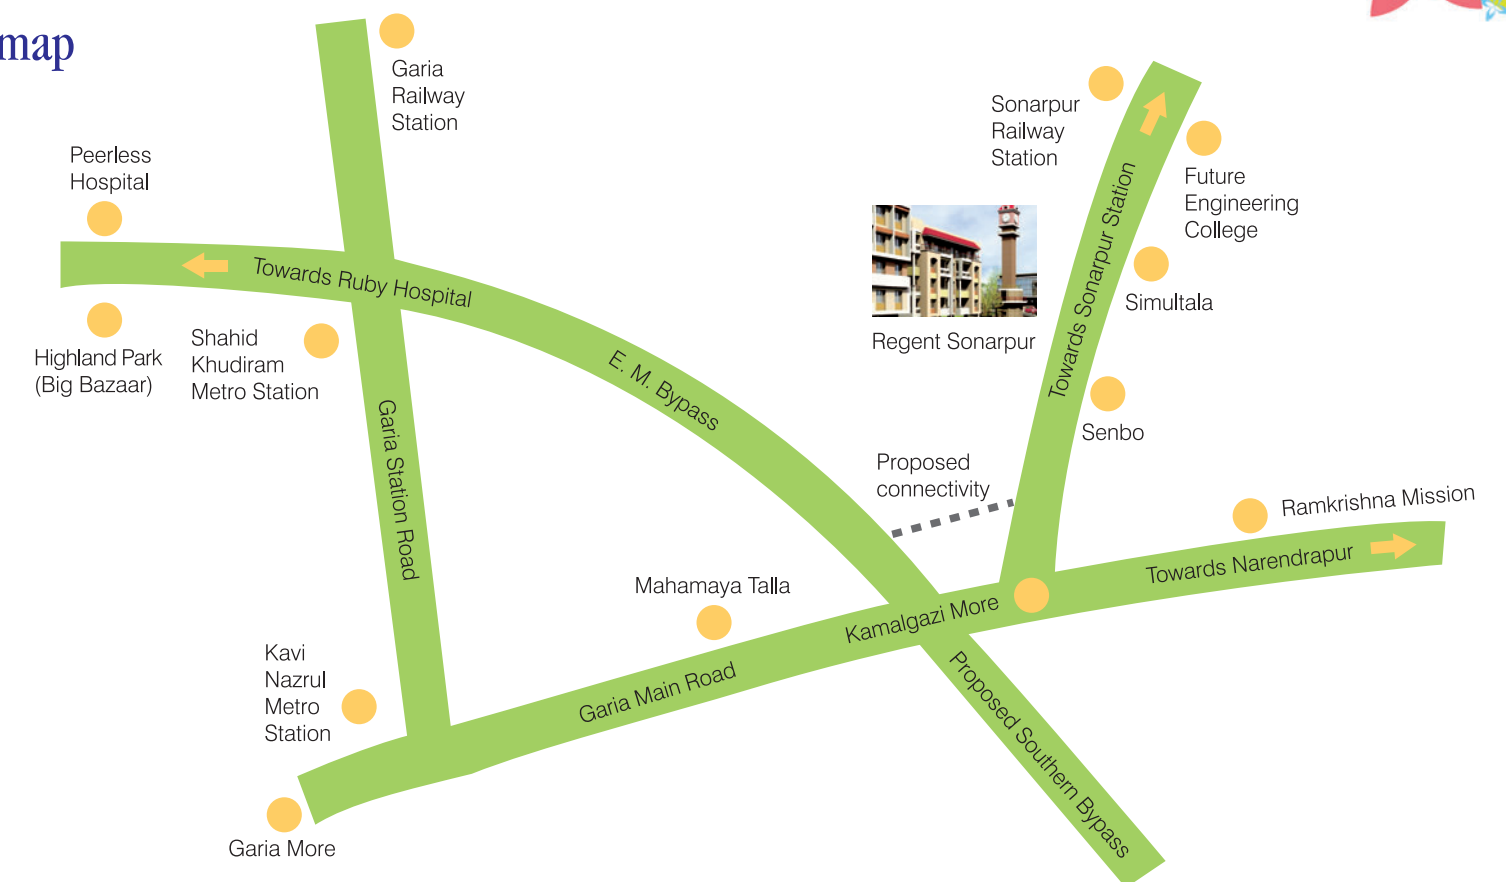 map
Garia
Railway
Station
Peerless
Hospital
Towards Ruby Hospital
Highland Park
(Big Bazaar)
Shahid
Khudiram
Metro Station
Garia Station Road
E. M. Bypass
Sonarpur
Railway
Station
Future
Engineering
College
Towards Sonarpur Station
Simultala
Regent Sonarpur
Senbo
Proposed
connectivity
Ramkrishna Mission
Towards Narendrapur
Mahamaya Talla
Kamalgazi More
Kavi
Nazrul
Metro
Station
Garia Main Road
Proposed Southern Bypass
Garia More